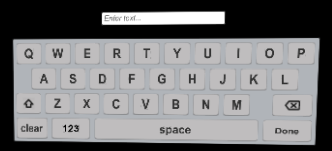 Enter text...
Q W E R T Y U I O P
A S D F G H J K L
Z X C V B N M
clear 123 space Done